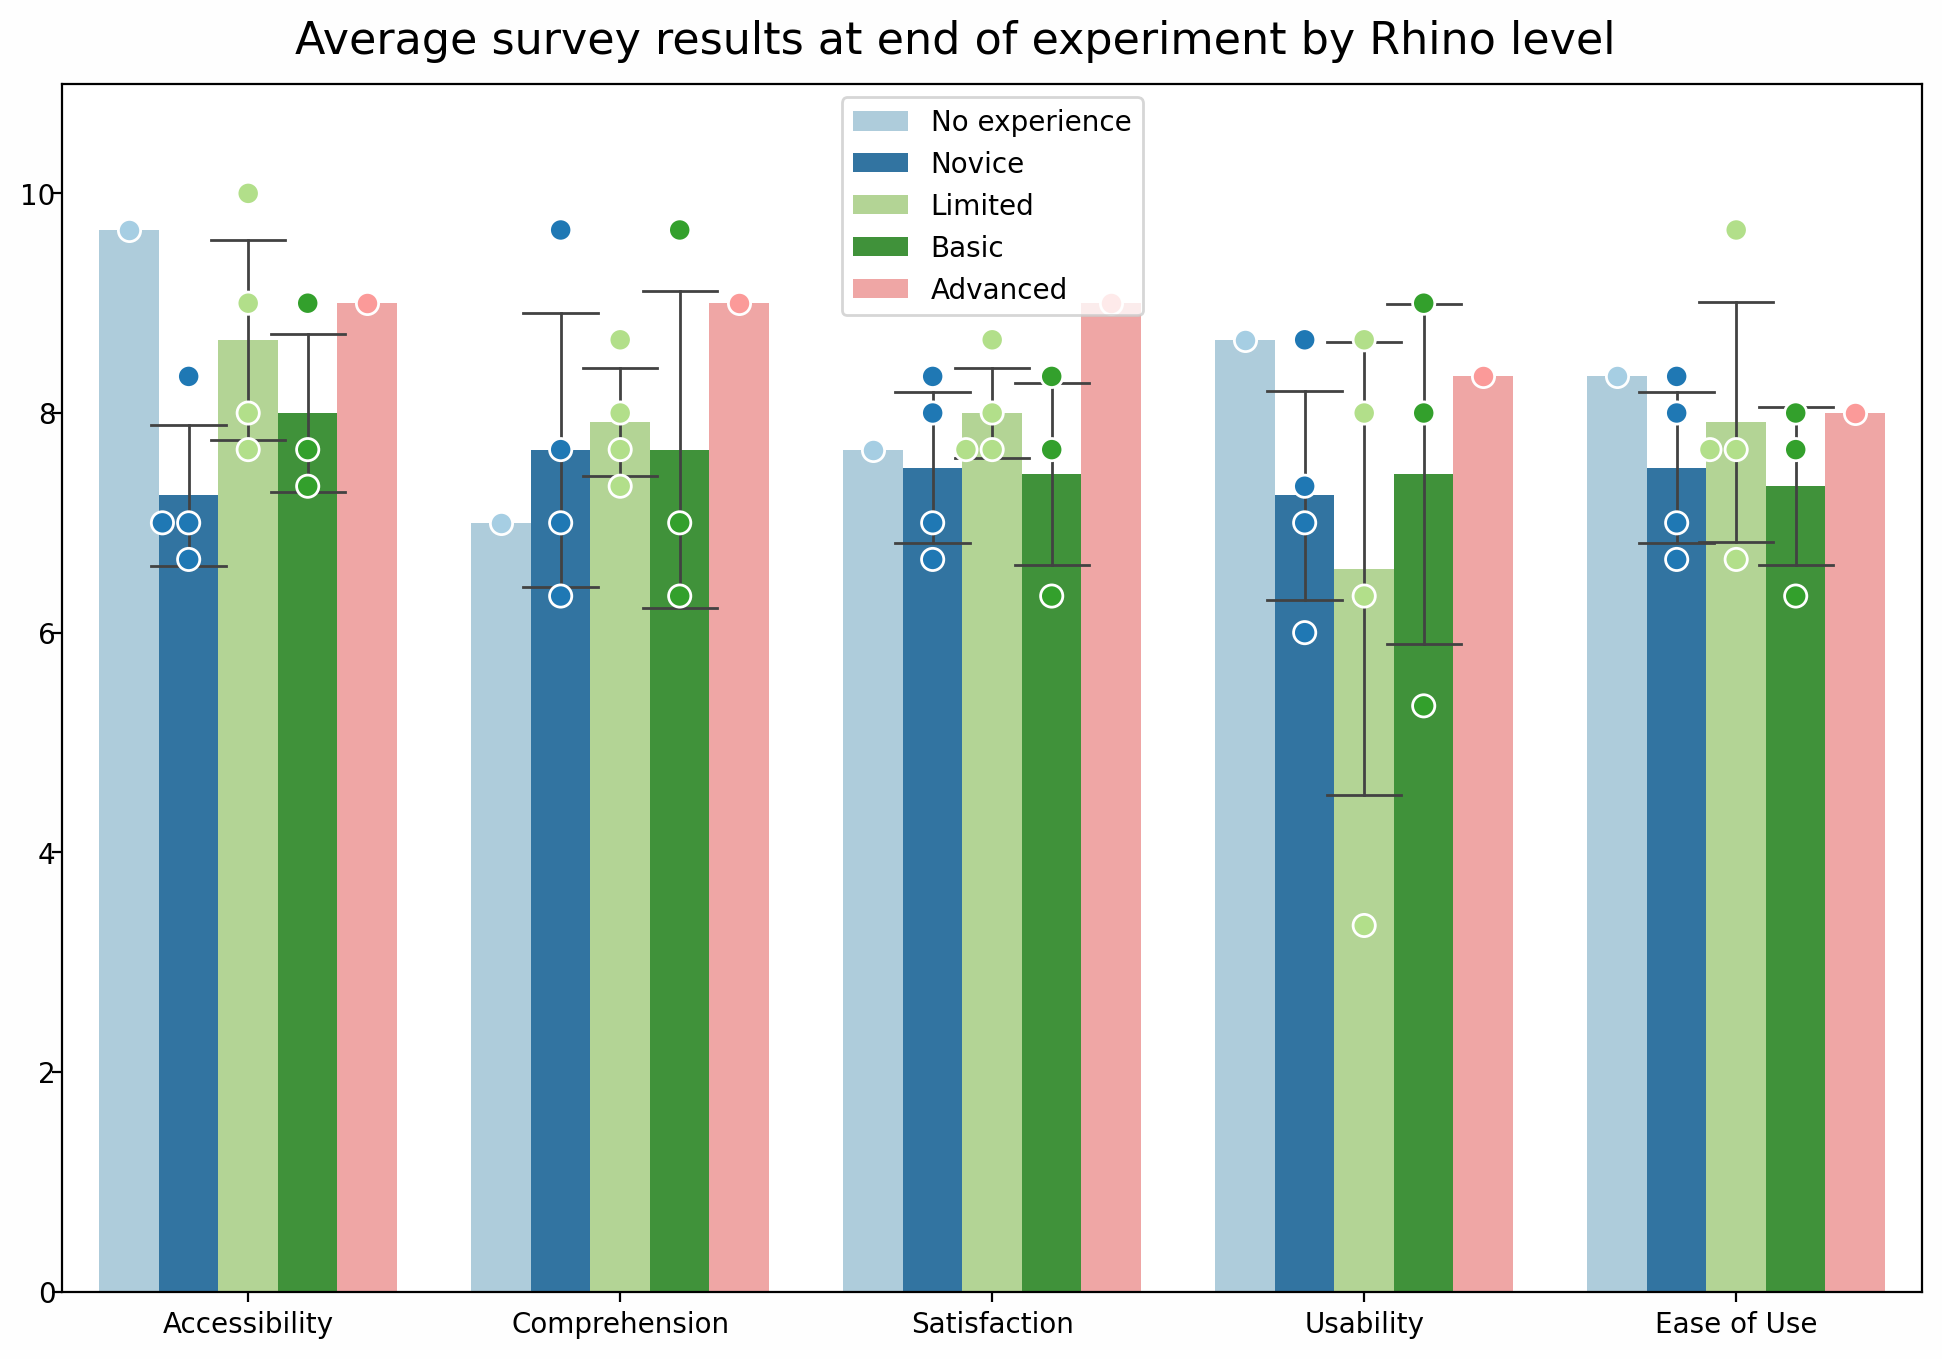 Average survey results at end of experiment by Rhino level
No experience
Novice
Limited
Basic
Advanced
10
8
6
4
2
0
Accessibility
Comprehension
Satisfaction
Usability
Ease of Use